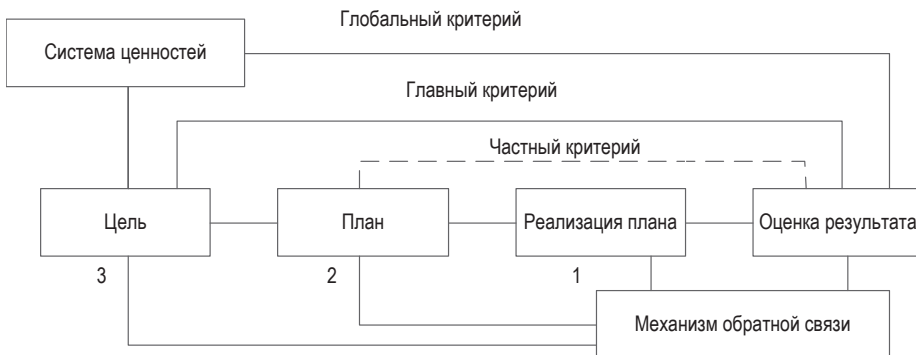 Глобальный критерий
Система ценностей
Главный критерий
Частный критерий
Цель
План
Реализация плана
Оценка результата
3
2
1
Механизм обратной связи